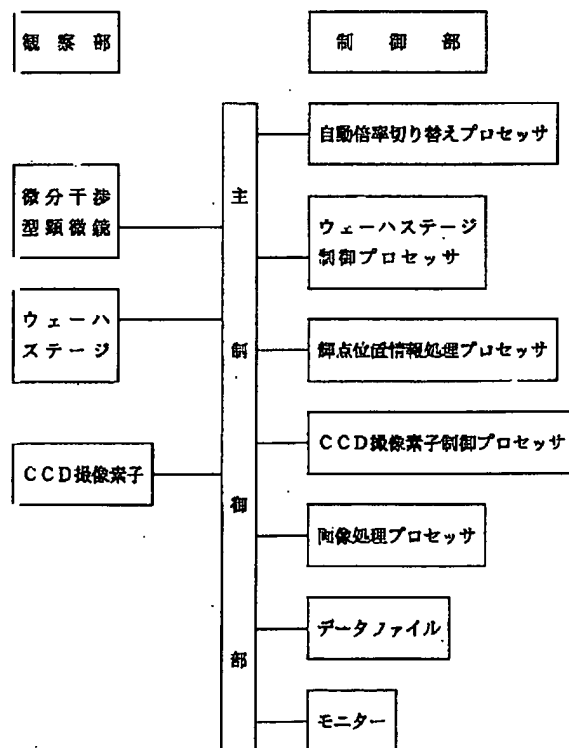 観察部
制御部
自動倍率切り替えプロセッサ
微分干渉
型顕微鏡
主制御部
ウェーハステージ
制御プロセッサ
ウェーハ
ステージ
御点位置情報処理プロセッサ
CCD撮像素子制御プロセッサ
CCD撮像素子
画像処理プロセッサ
データファイル
モニター